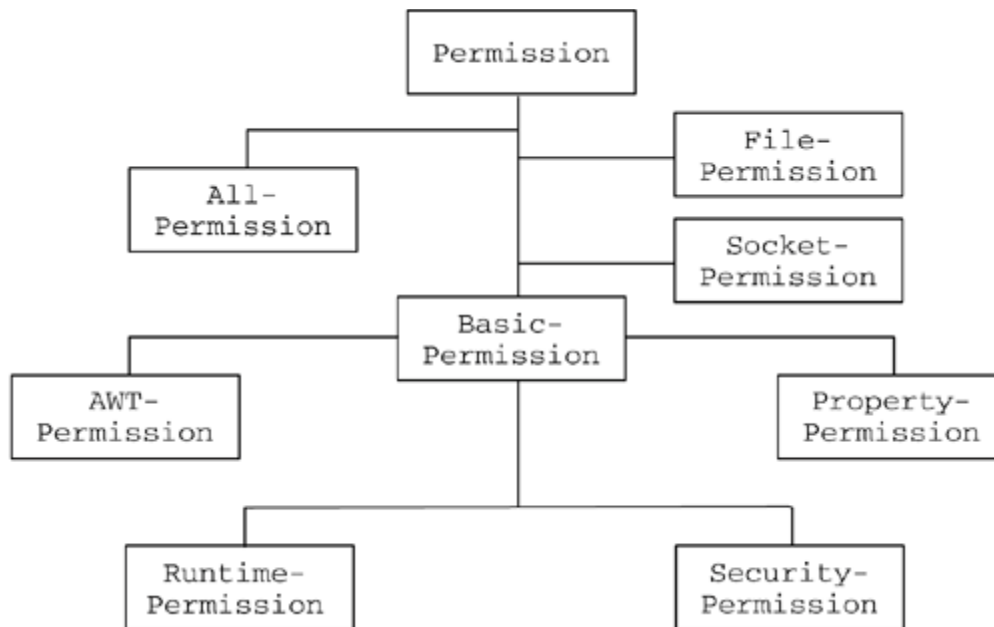 Permission
File-
Permission
All-
Permission
Socket-
Permission
Basic-
Permission
AWT-
Permission
Property-
Permission
Runtime-
Permission
Security-
Permission